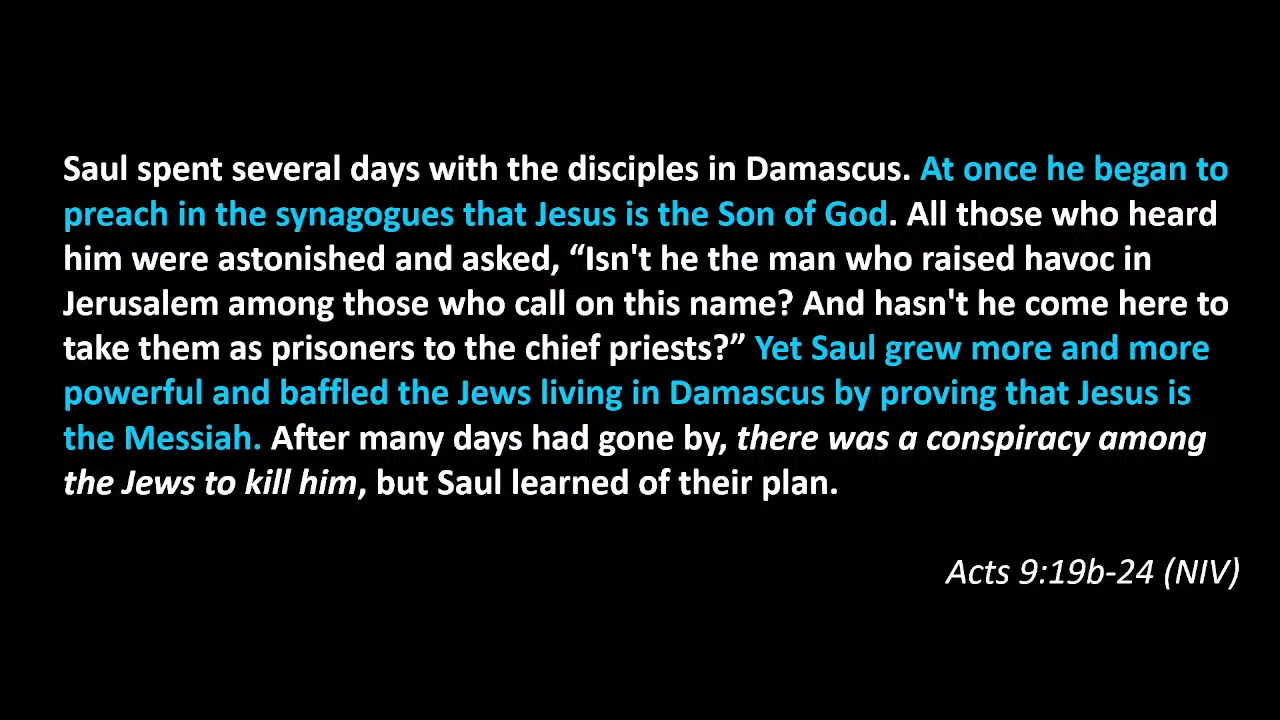 Saul spent several days with the disciples in Damascus. At once he began to
preach in the synagogues that Jesus is the Son of God. All those who heard
him were astonished and asked, “Isn't he the man who raised havoc in
Jerusalem among those who call on this name? And hasn't he come here to
take them as prisoners to the chief priests?” Yet Saul grew more and more
powerful and baffled the Jews living in Damascus by proving that Jesus is
the Messiah. After many days had gone by, there was a conspiracy among
the Jews to kill him, but Saul learned of their plan.
Acts 9:19b-24 (NIV)